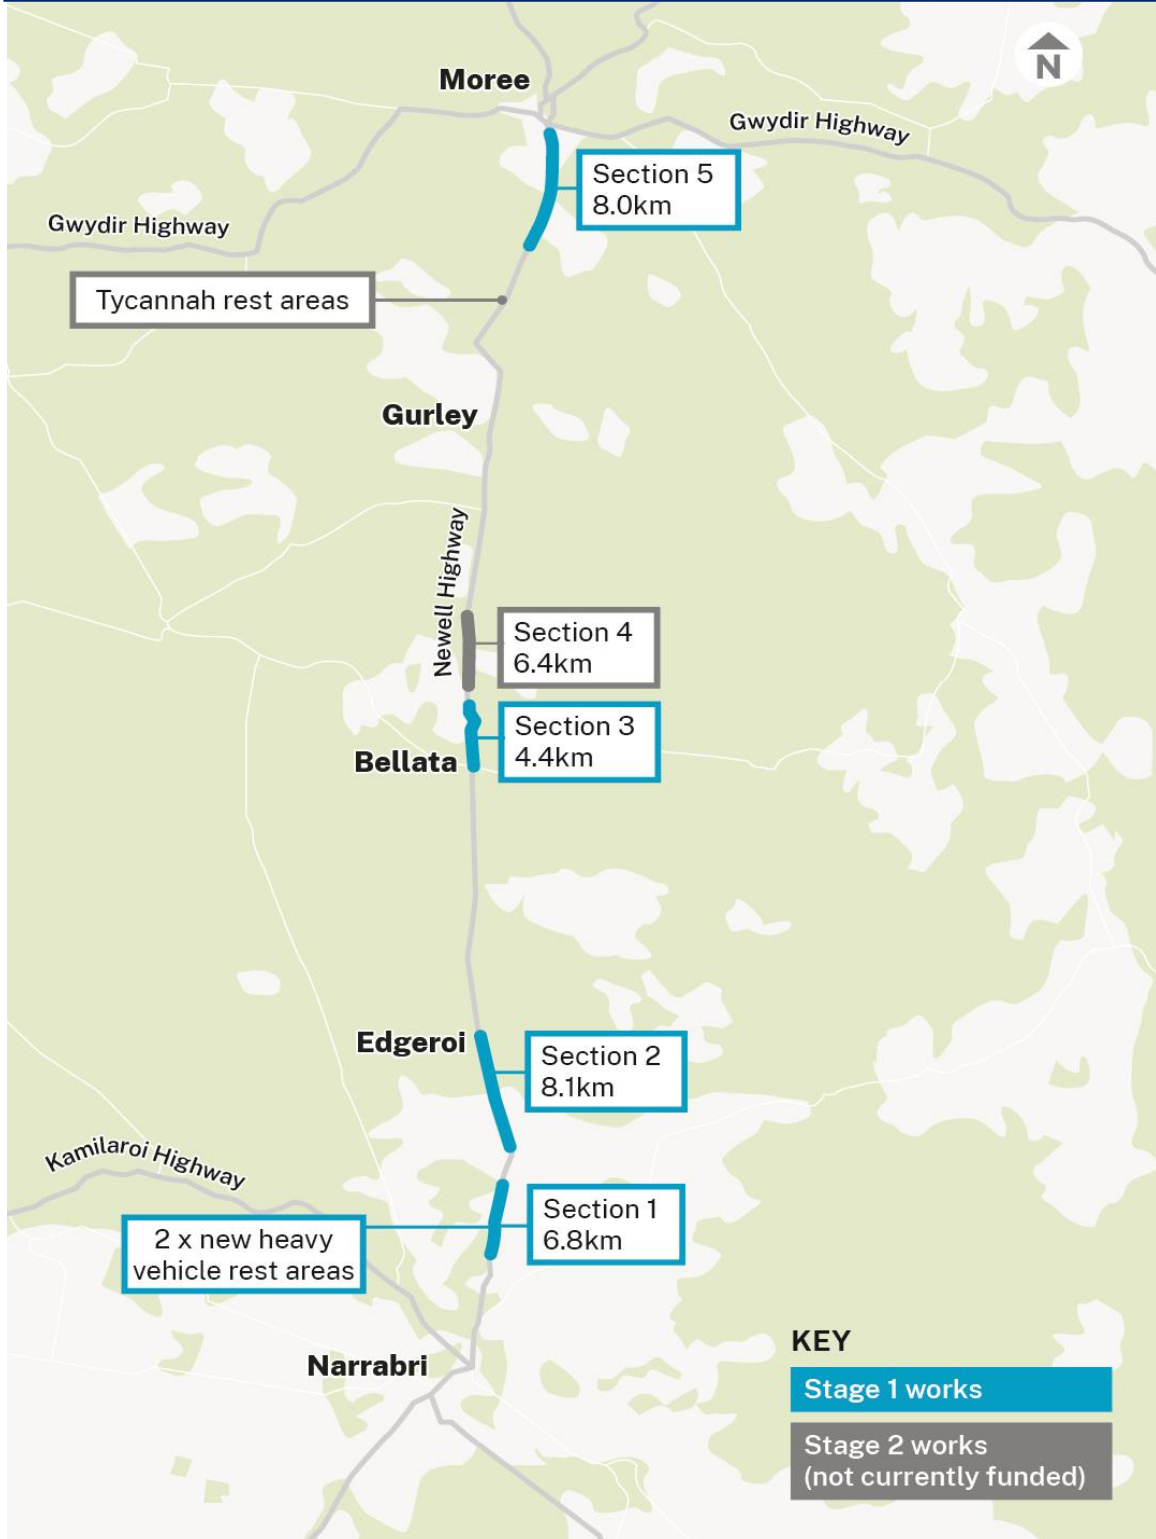 N
Moree
Gwydir Highway
Section 5
8.0km
Gwydir Highway
Tycannah rest areas
Gurley
Newell Highway
Section 4
6.4km
Section 3
4.4km
Bellata
Edgeroi
Section 2
8.1km
Kamilaroi Highway
Section 1
6.8km
2 x new heavy
vehicle rest areas
Narrabri
KEY
Stage 1 works
Stage 2 works
(not currently funded)